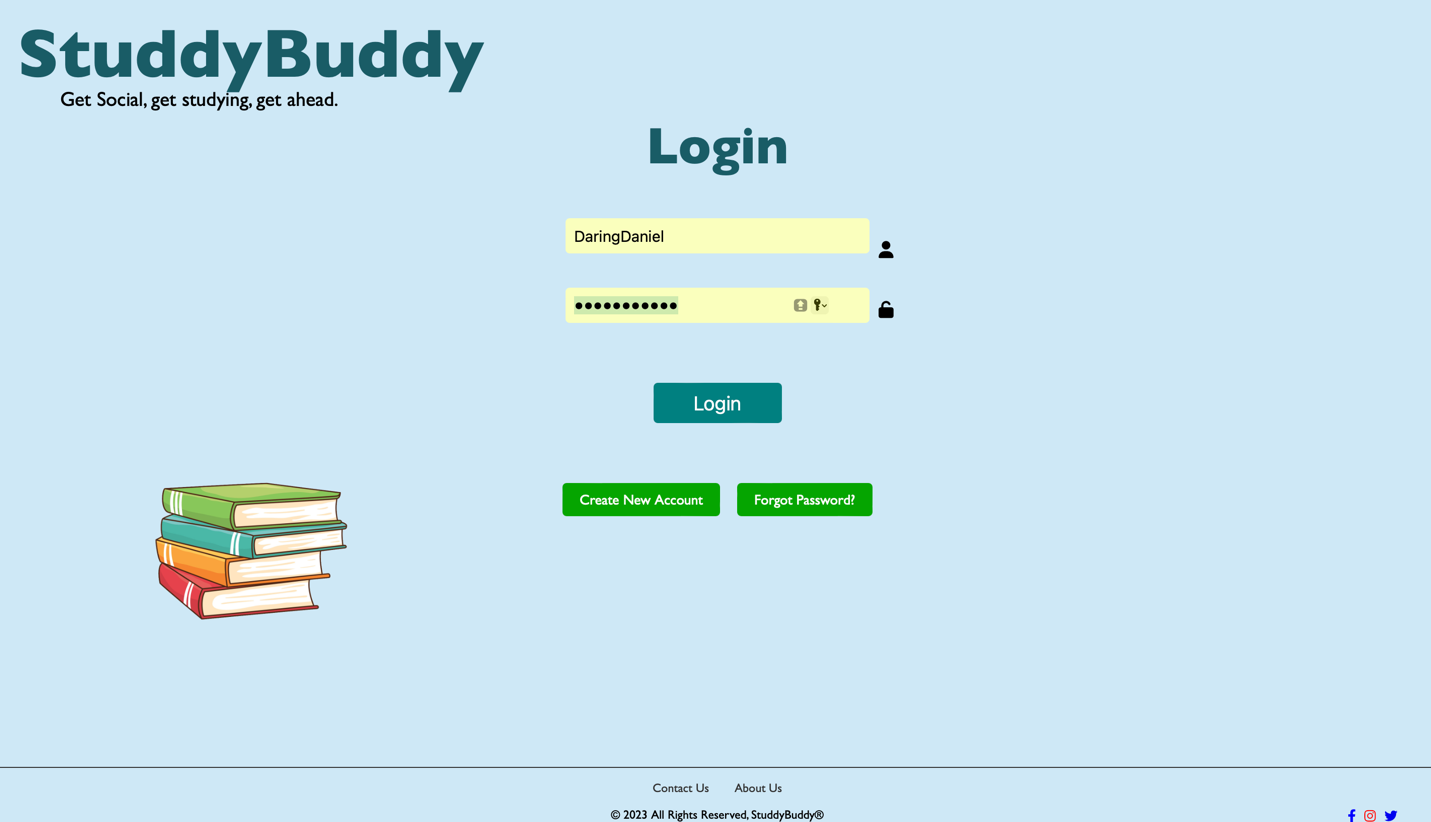 StuddyBuddy
Get Social, get studying, get ahead.
Login
DaringDaniel
•••••••••••
Login
Create New Account Forgot Password?
Contact Us About Us
© 2023 All Rights Reserved, StuddyBuddy®